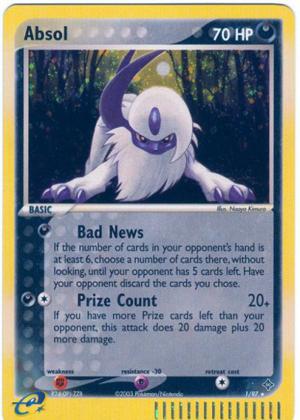 Absol
70 HP
Illus. Naoyo Kimura
BASIC
Bad News
If the number of cards in your opponent's hand is
at least 6, choose a number of cards there, without
looking, until your opponent has 5 cards left. Have
your opponent discard the cards you chose.
Prize Count 20+
If you have more Prize cards left than your
opponent, this attack does 20 damage plus 20
more damage.
weakness
resistance -30
retreat cost
©2003 Pokémon/Nintendo
1/97
e